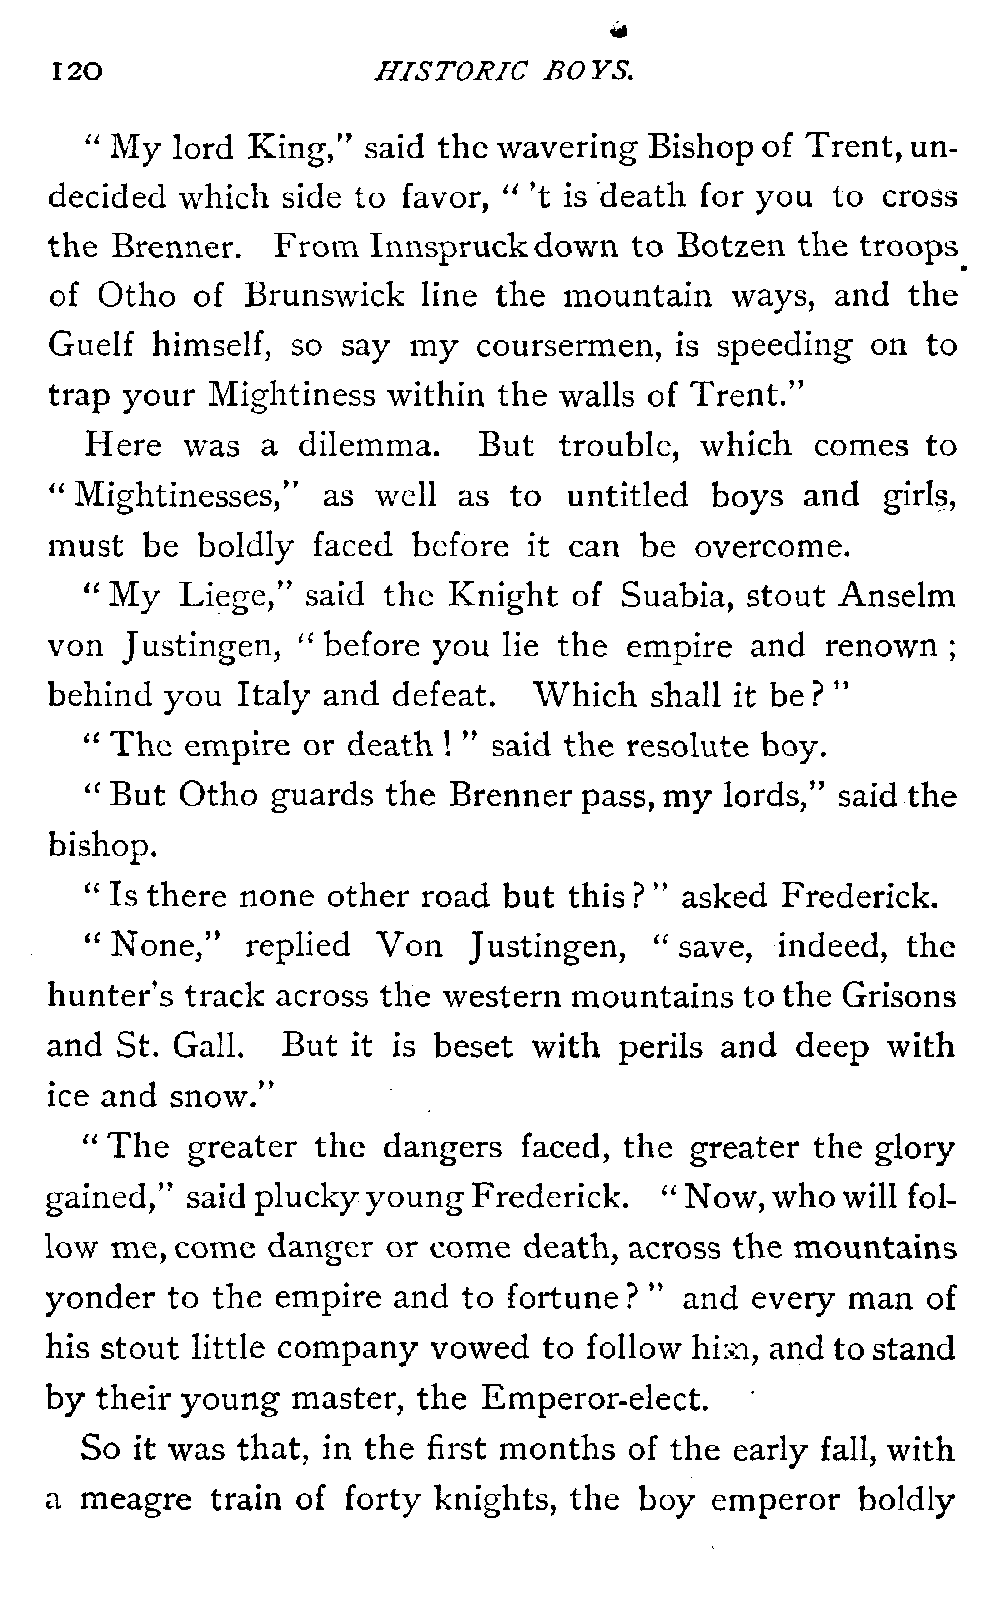 120 HISTORIC BOYS.
“ My lord King,” said the wavering Bishop of Trent, un-
decided which side to favor, “ ’t is death for you to cross
the Brenner. From Innspruck down to Botzen the troops
of Otho of Brunswick line the mountain ways, and the
Guelf himself, so say my coursermen, is speeding on to
trap your Mightiness within the walls of Trent.”
Here was a dilemma. But trouble, which comes to
“ Mightinesses,” as well as to untitled boys and girls,
must be boldly faced before it can be overcome.
“ My Liege,” said the Knight of Suabia, stout Anselm
von Justingen, “ before you lie the empire and renown ;
behind you Italy and defeat. Which shall it be ? ”
“ The empire or death ! ” said the resolute boy.
“ But Otho guards the Brenner pass, my lords,” said the
bishop.
“ Is there none other road but this ? ” asked Frederick.
“ None,” replied Von Justingen, “ save, indeed, the
hunter’s track across the western mountains to the Grisons
and St. Gall. But it is beset with perils and deep with
ice and snow.”
“ The greater the dangers faced, the greater the glory
gained,” said plucky young Frederick. “ Now, who will fol-
low me, come danger or come death, across the mountains
yonder to the empire and to fortune ? ” and every man of
his stout little company vowed to follow him, and to stand
by their young master, the Emperor-elect.
So it was that, in the first months of the early fall, with
a meagre train of forty knights, the boy emperor boldly